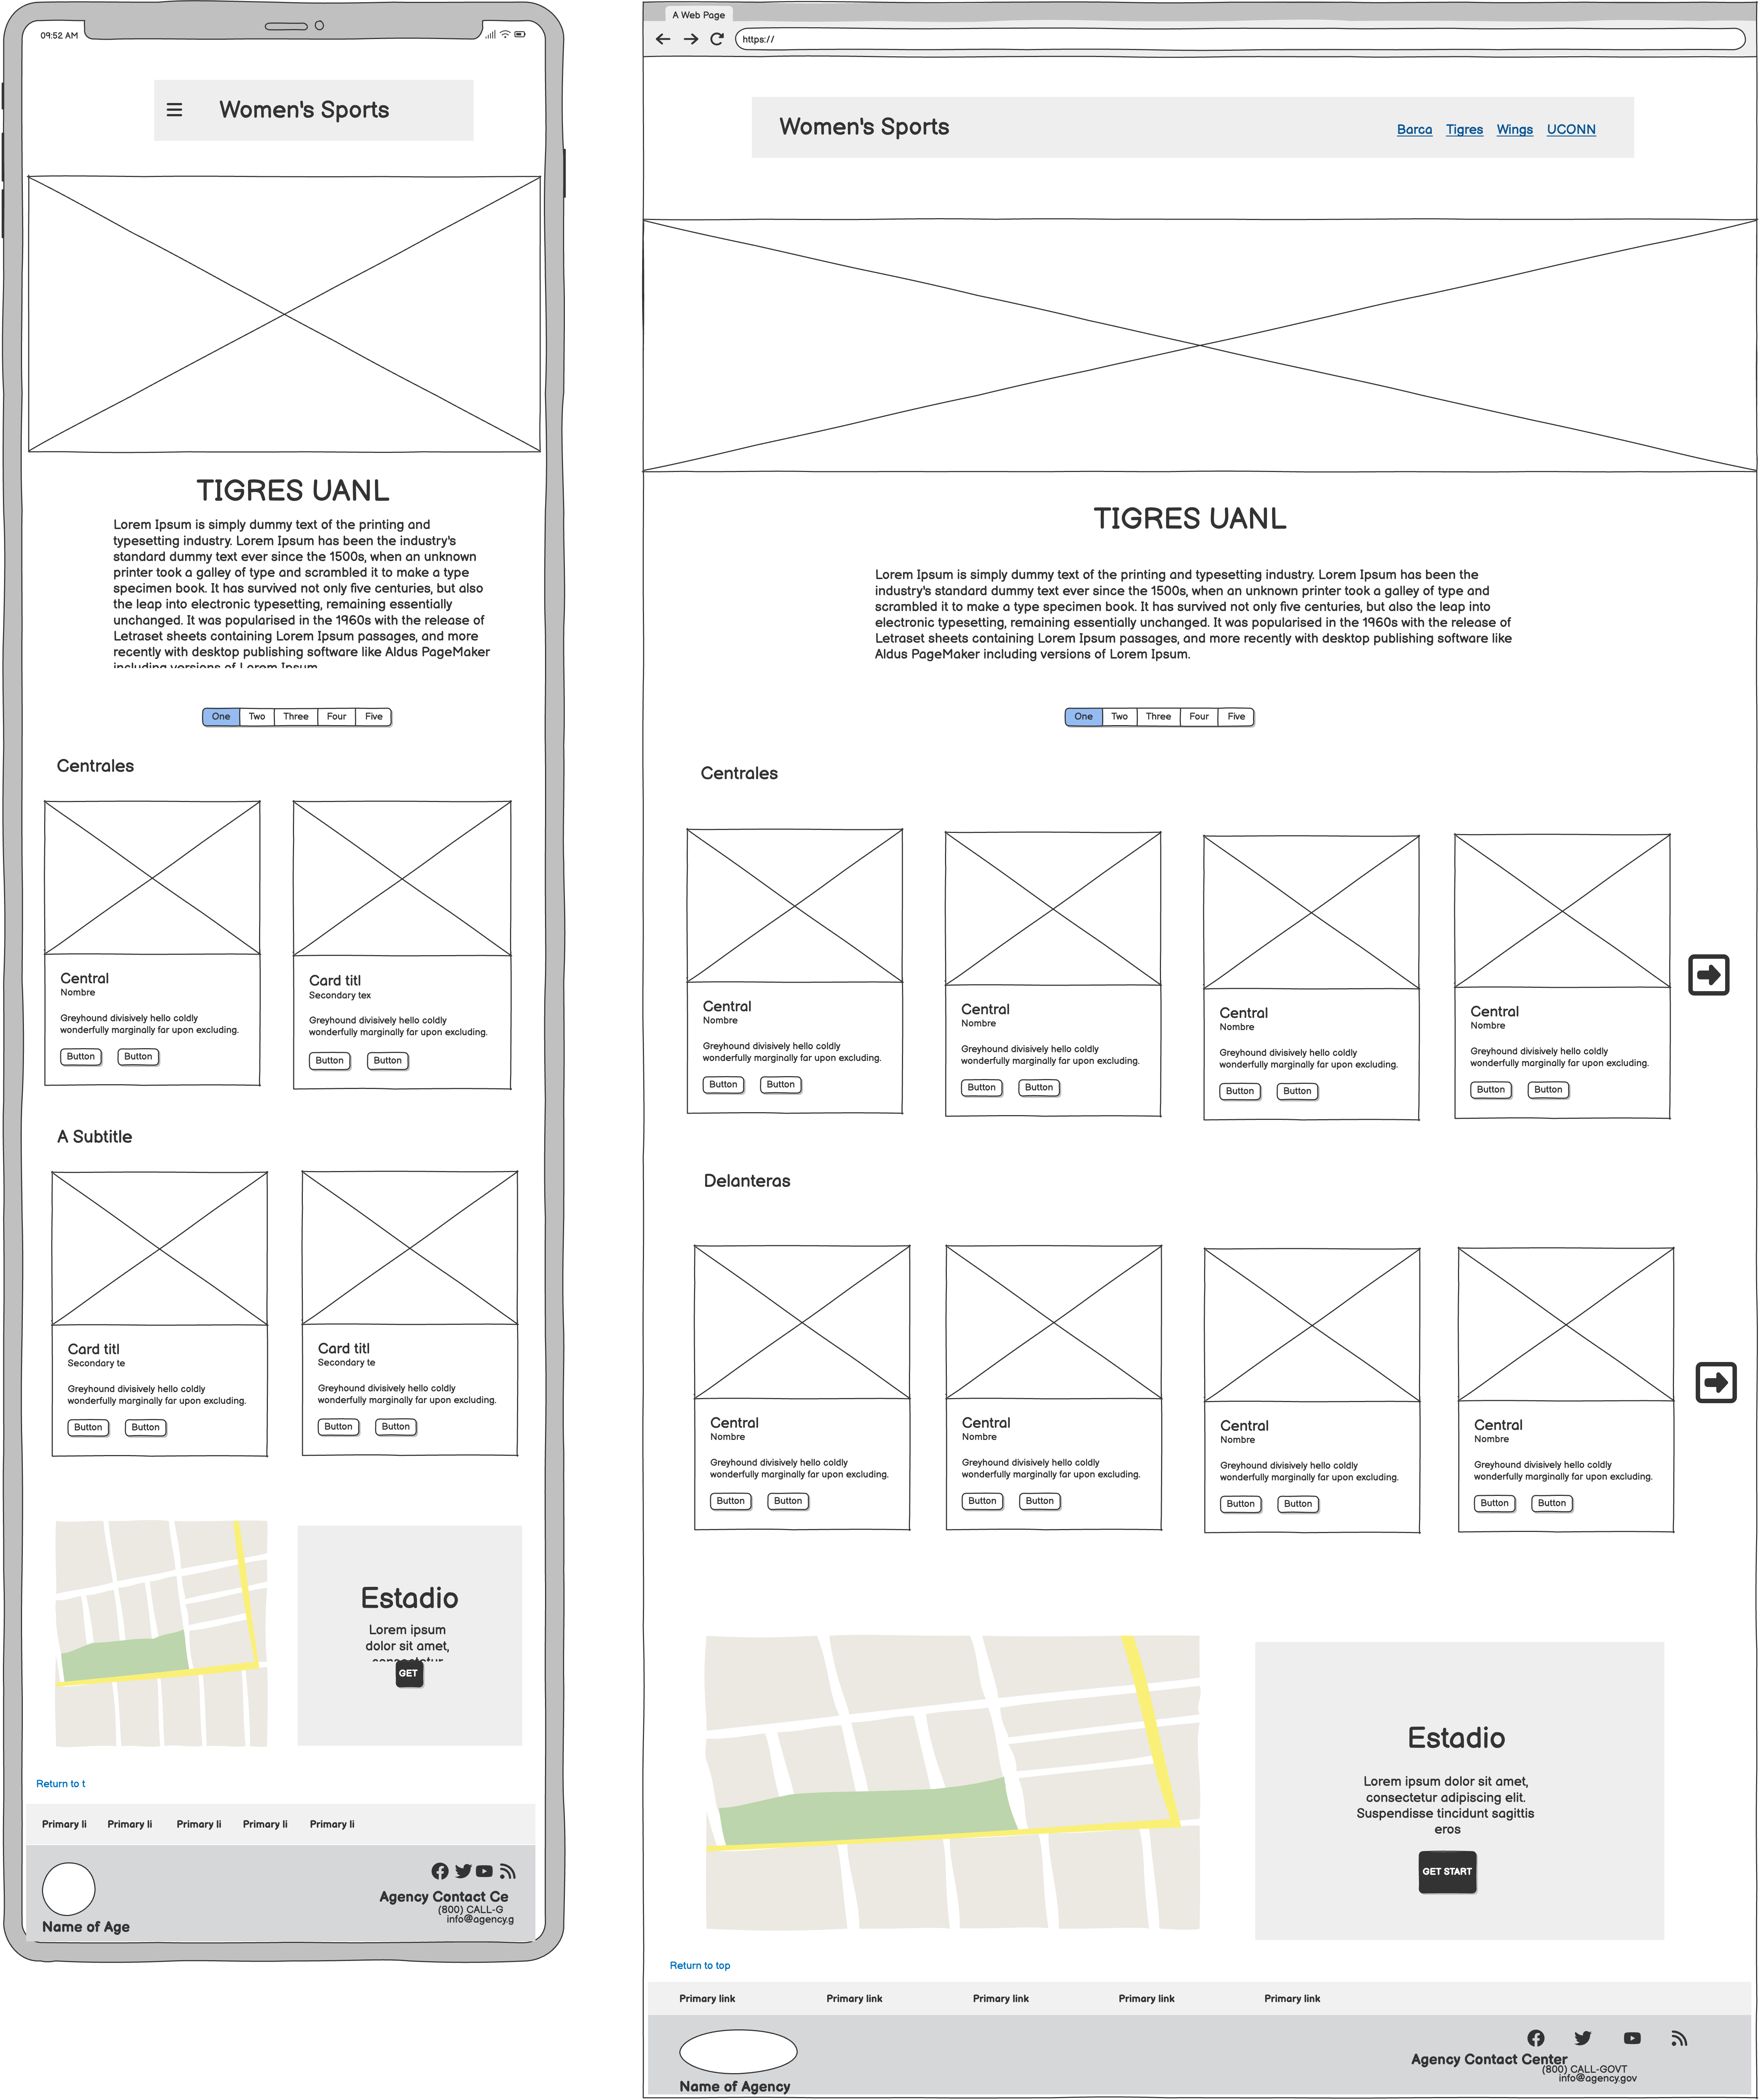 09:52 AM
Women's Sports
TIGRES UANL
Lorem Ipsum is simply dummy text of the printing and
typesetting industry. Lorem Ipsum has been the industry's
standard dummy text ever since the 1500s, when an unknown
printer took a galley of type and scrambled it to make a type
specimen book. It has survived not only five centuries, but also
the leap into electronic typesetting, remaining essentially
unchanged. It was popularised in the 1960s with the release of
Letraset sheets containing Lorem Ipsum passages, and more
recently with desktop publishing software like Aldus PageMaker
including versions of Lorem Ipsum.
One Two Three Four Five
Centrales
Central
Nombre
Greyhound divisively hello coldly
wonderfully marginally far upon excluding.
Button Button
Card titl
Secondary tex
Greyhound divisively hello coldly
wonderfully marginally far upon excluding.
Button Button
A Subtitle
Card titl
Secondary te
Greyhound divisively hello coldly
wonderfully marginally far upon excluding.
Button Button
Card titl
Secondary te
Greyhound divisively hello coldly
wonderfully marginally far upon excluding.
Button Button
Estadio
Lorem ipsum
dolor sit amet,
consectetur
GET
Return to t
Primary li Primary li Primary li Primary li Primary li
Name of Age
Agency Contact Ce
(800) CALL-G
info@agency.g
A Web Page
https://
Women's Sports
Barca Tigres Wings UCONN
TIGRES UANL
Lorem Ipsum is simply dummy text of the printing and typesetting industry. Lorem Ipsum has been the
industry's standard dummy text ever since the 1500s, when an unknown printer took a galley of type and
scrambled it to make a type specimen book. It has survived not only five centuries, but also the leap into
electronic typesetting, remaining essentially unchanged. It was popularised in the 1960s with the release of
Letraset sheets containing Lorem Ipsum passages, and more recently with desktop publishing software like
Aldus PageMaker including versions of Lorem Ipsum.
One Two Three Four Five
Centrales
Central
Nombre
Greyhound divisively hello coldly
wonderfully marginally far upon excluding.
Button Button
Central
Nombre
Greyhound divisively hello coldly
wonderfully marginally far upon excluding.
Button Button
Central
Nombre
Greyhound divisively hello coldly
wonderfully marginally far upon excluding.
Button Button
Central
Nombre
Greyhound divisively hello coldly
wonderfully marginally far upon excluding.
Button Button
Delanteras
Central
Nombre
Greyhound divisively hello coldly
wonderfully marginally far upon excluding.
Button Button
Central
Nombre
Greyhound divisively hello coldly
wonderfully marginally far upon excluding.
Button Button
Central
Nombre
Greyhound divisively hello coldly
wonderfully marginally far upon excluding.
Button Button
Central
Nombre
Greyhound divisively hello coldly
wonderfully marginally far upon excluding.
Button Button
Estadio
Lorem ipsum dolor sit amet,
consectetur adipiscing elit.
Suspendisse tincidunt sagittis
eros
GET START
Return to top
Primary link Primary link Primary link Primary link Primary link
Name of Agency
Agency Contact Center
(800) CALL-GOVT
info@agency.gov